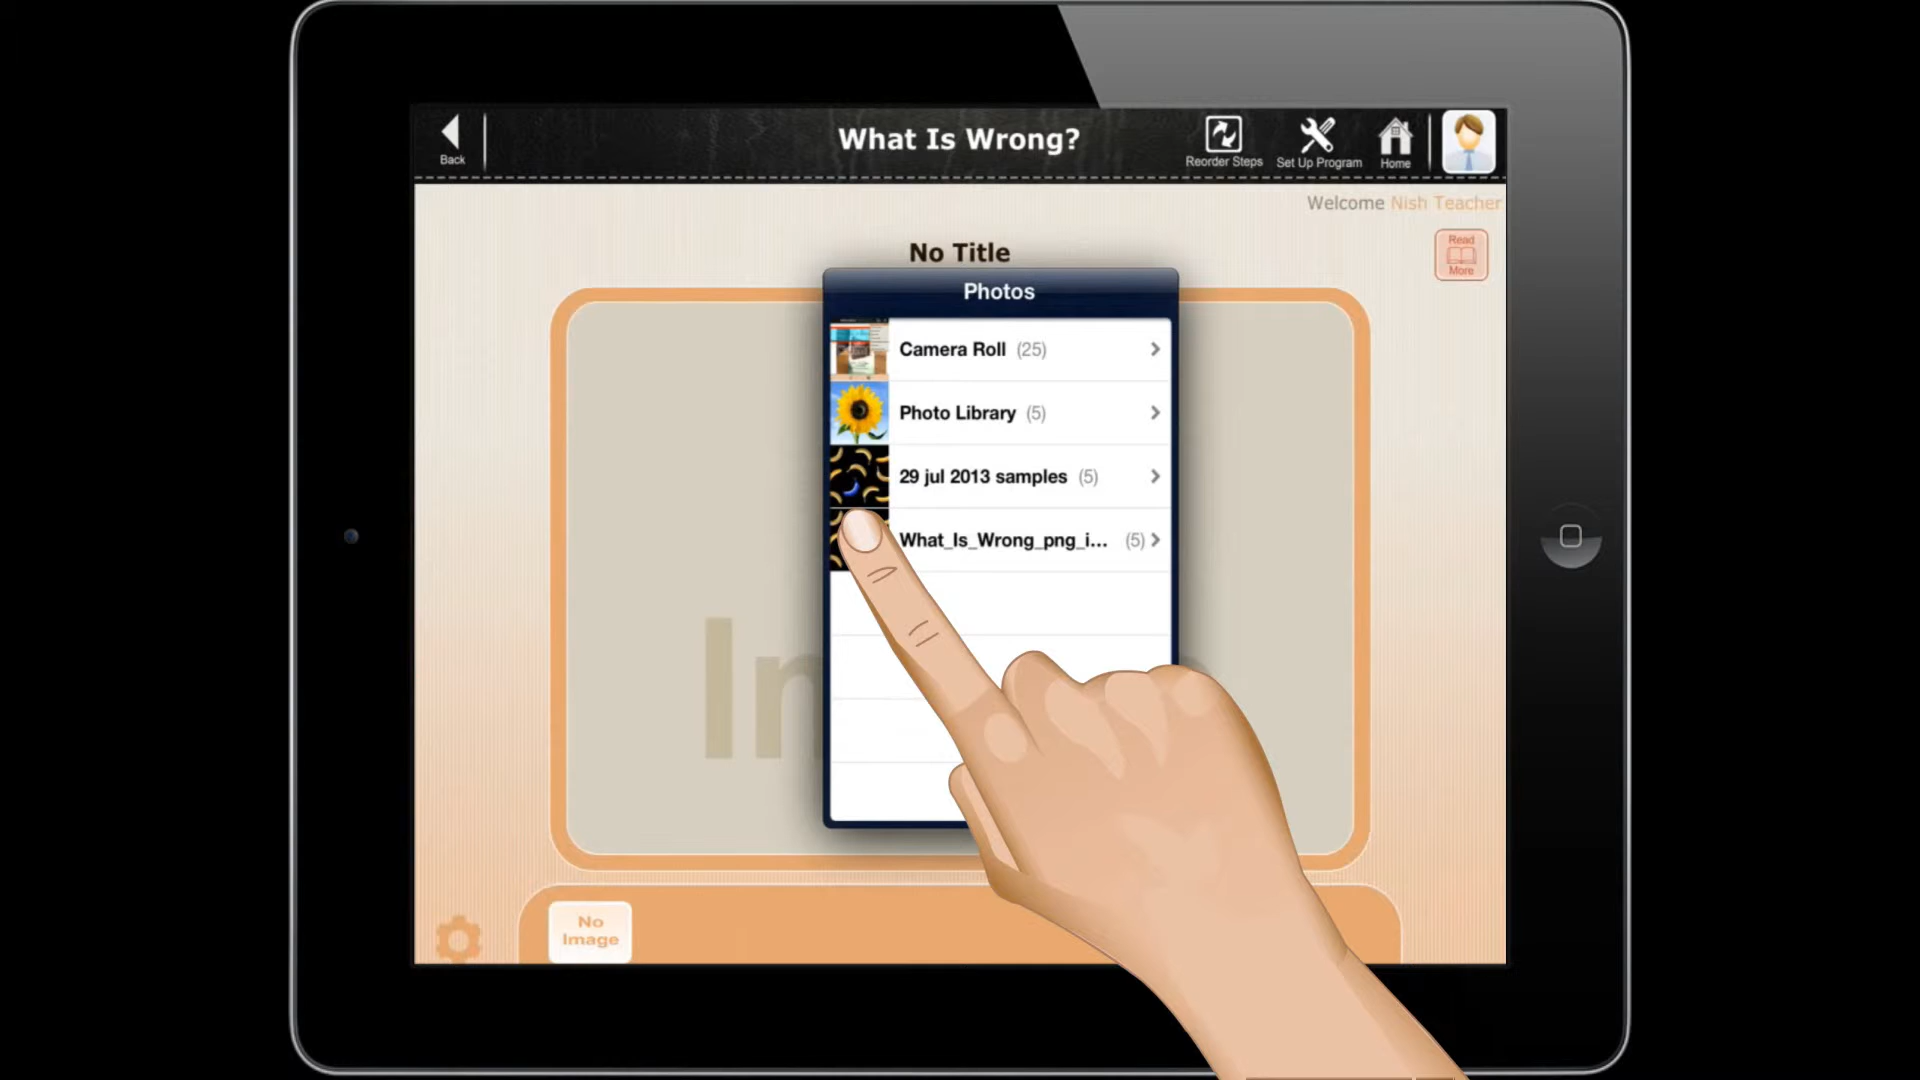 Back
What Is Wrong?
Reorder Steps
Set Up Program
Home
Welcome Nish Teacher
No Title
Read
More
Photos
Camera Roll (25)
Photo Library (5)
29 jul 2013 samples (5)
What_Is_Wrong_png_i... (5)
No
Image